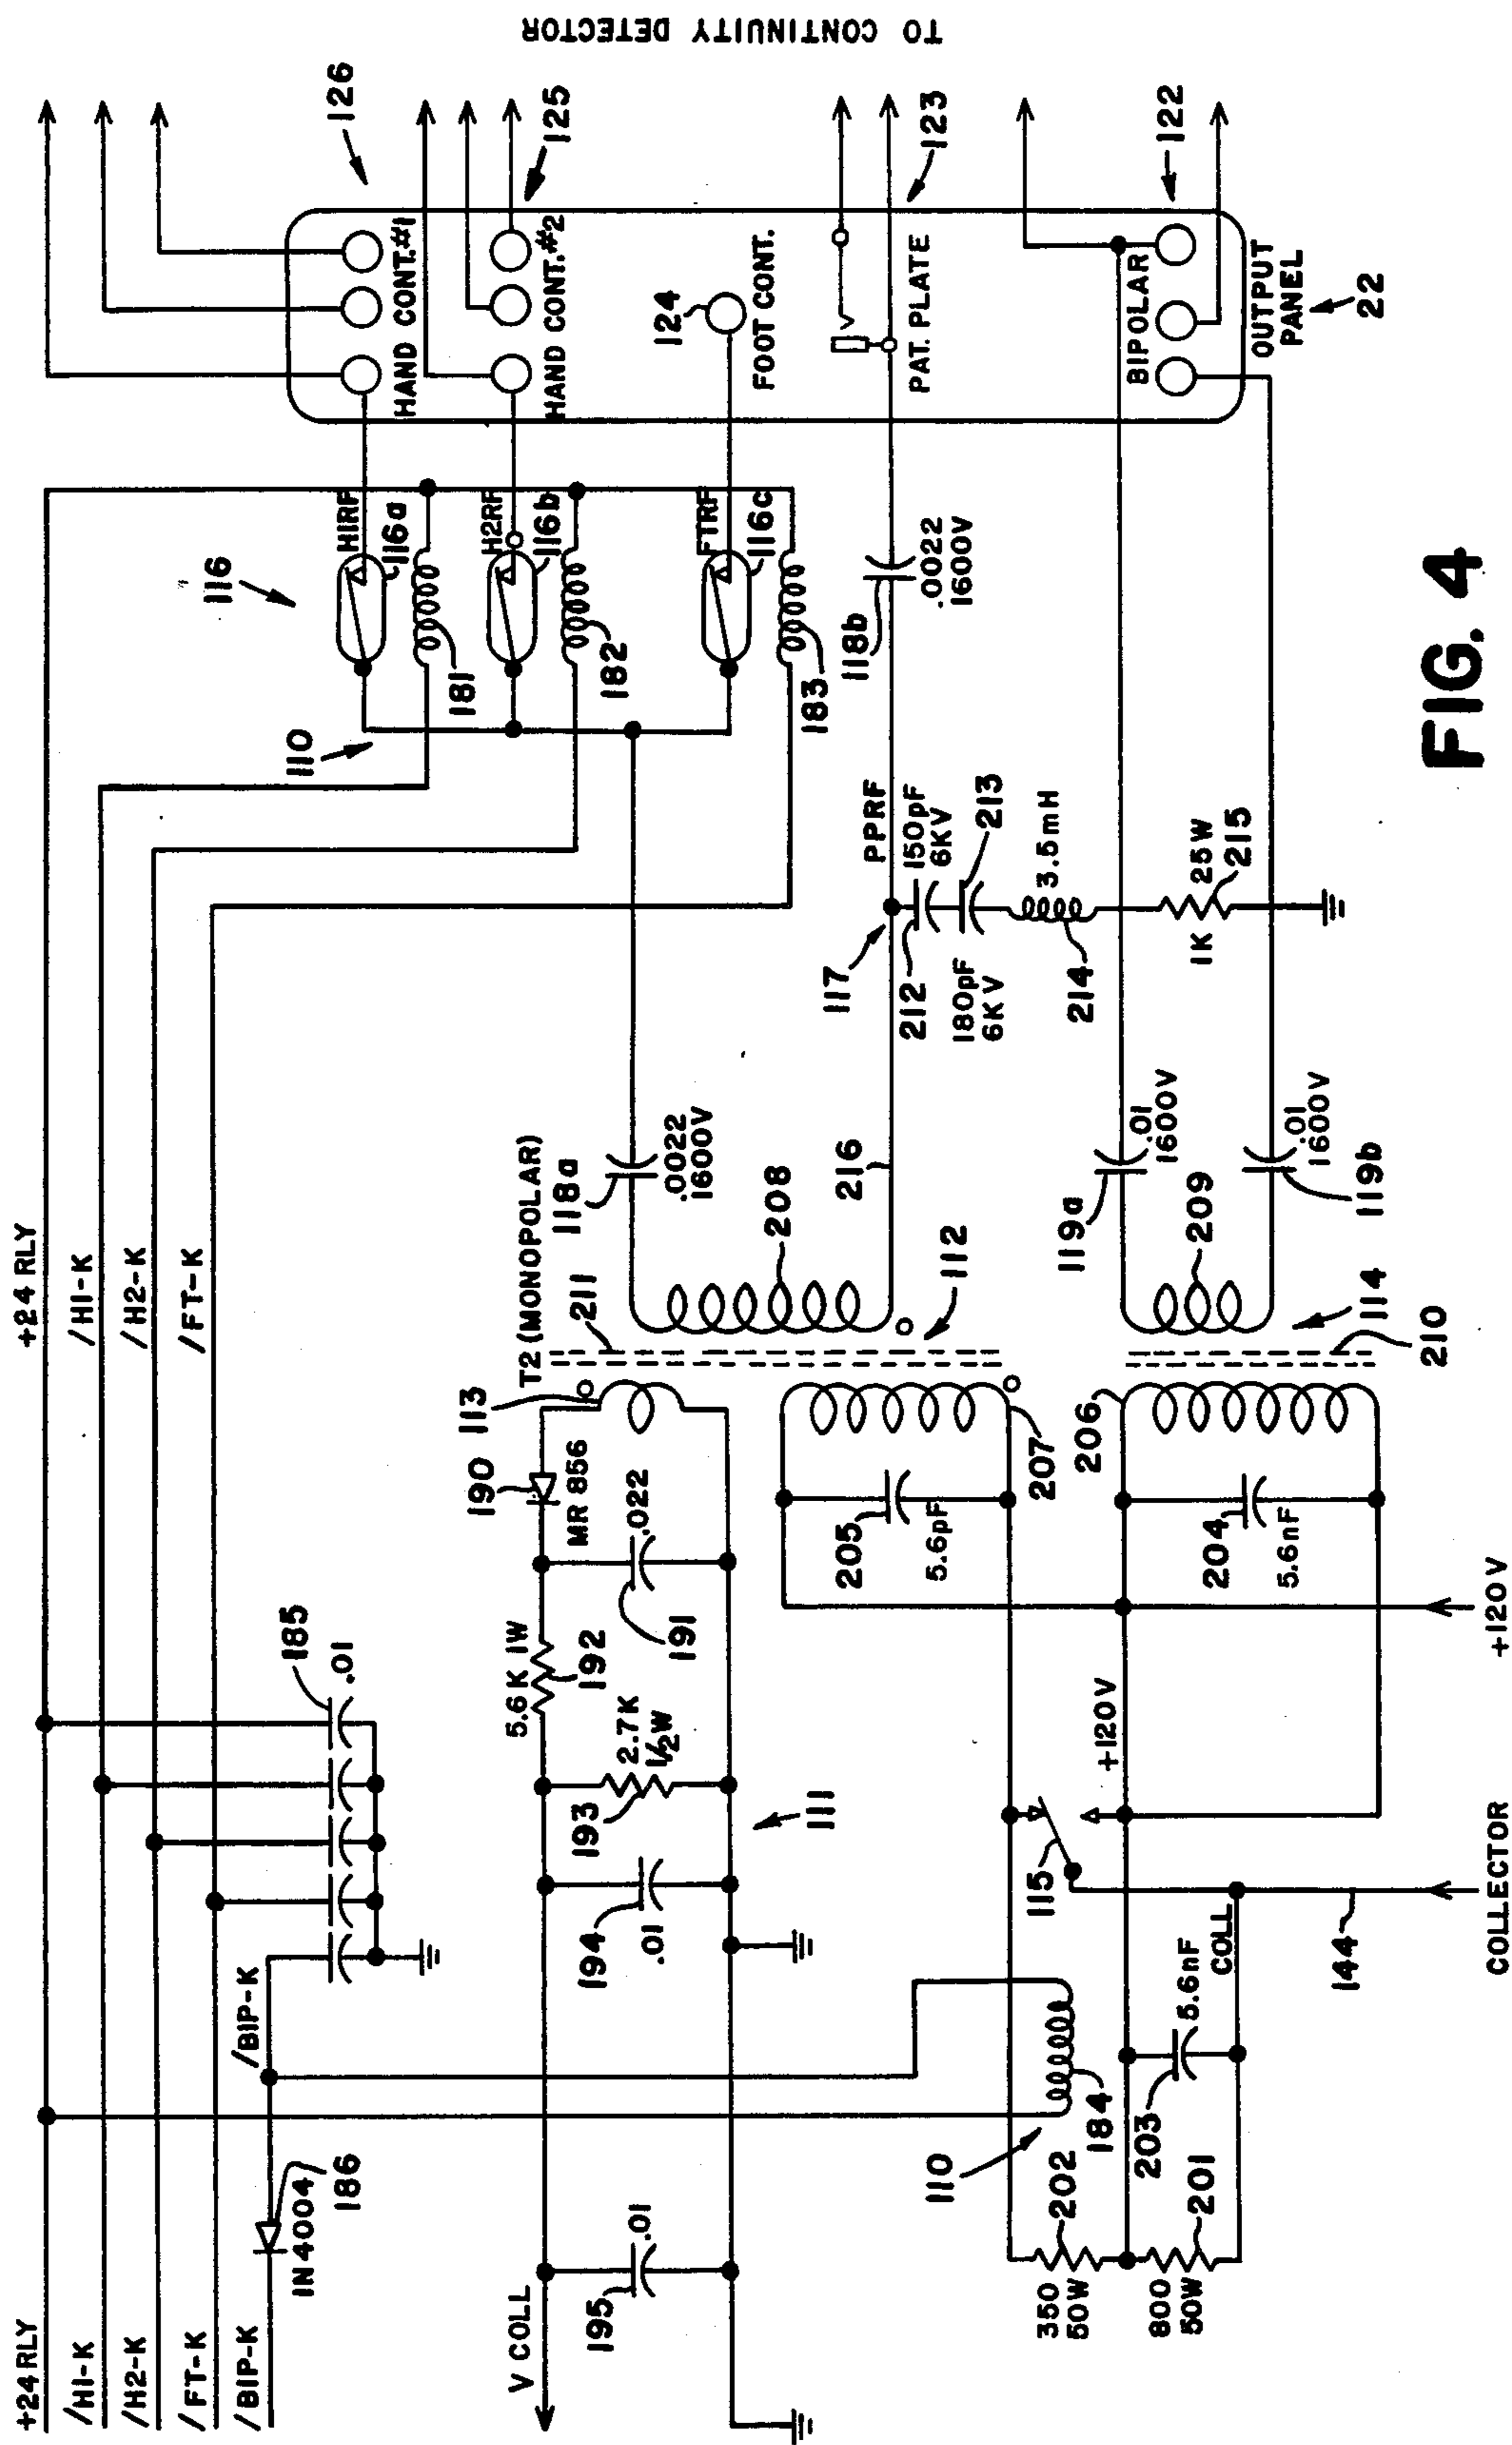 +24 RLY
/H1-K
/H2-K
/FT-K
/BIP-K
1N4004
186
/BIP-K
185
.01
+24 RLY
/H1-K
/H2-K
/FT-K
110
116
H1RF
116a
181
H2RF
116b
182
FTRF
116c
183
HAND CONT.#1
126
HAND CONT.#2
125
124
FOOT CONT.
PAT. PLATE
123
BIPOLAR
122
OUTPUT
PANEL
22
TO CONTINUITY DETECTOR
V COLL
195
.01
194
.01
193
2.7K
1/2W
5.6K 1W
192
191
.022
MR 856
190
113
111
T2 (MONOPOLAR)
211
118a
.0022
1600V
208
216
112
117
PPRF
118b
.0022
1600V
212
150pF
6KV
213
180pF
6KV
214
3.5mH
1K
25W
215
205
5.6pF
207
206
204
5.6nF
119a
.01
1600V
209
114
210
119b
.01
1600V
110
184
202
350
50W
203
5.6nF
800
50W
201
115
+120V
COLL
144
COLLECTOR
+120V
FIG. 4